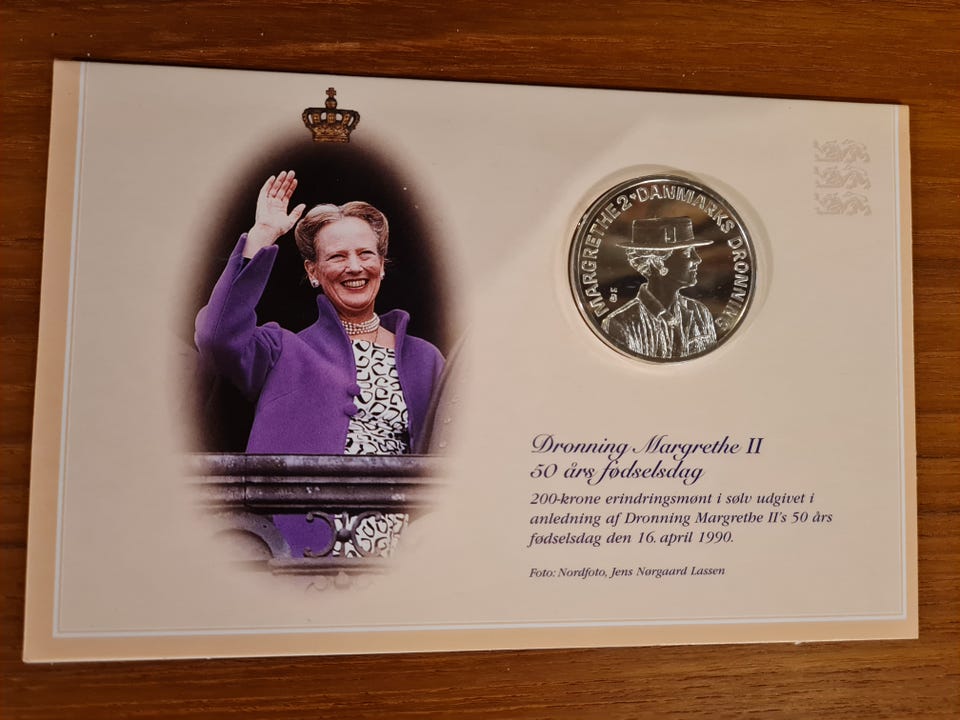 MARGRETHE 2 ♥ DANMARKS DRONNING
Dronning Margrethe II
50 års fødselsdag
200-krone erindringsmønt i sølv udgivet i
anledning af Dronning Margrethe II's 50 års
fødselsdag den 16. april 1990.
Foto: Nordfoto, Jens Nørgaard Lassen